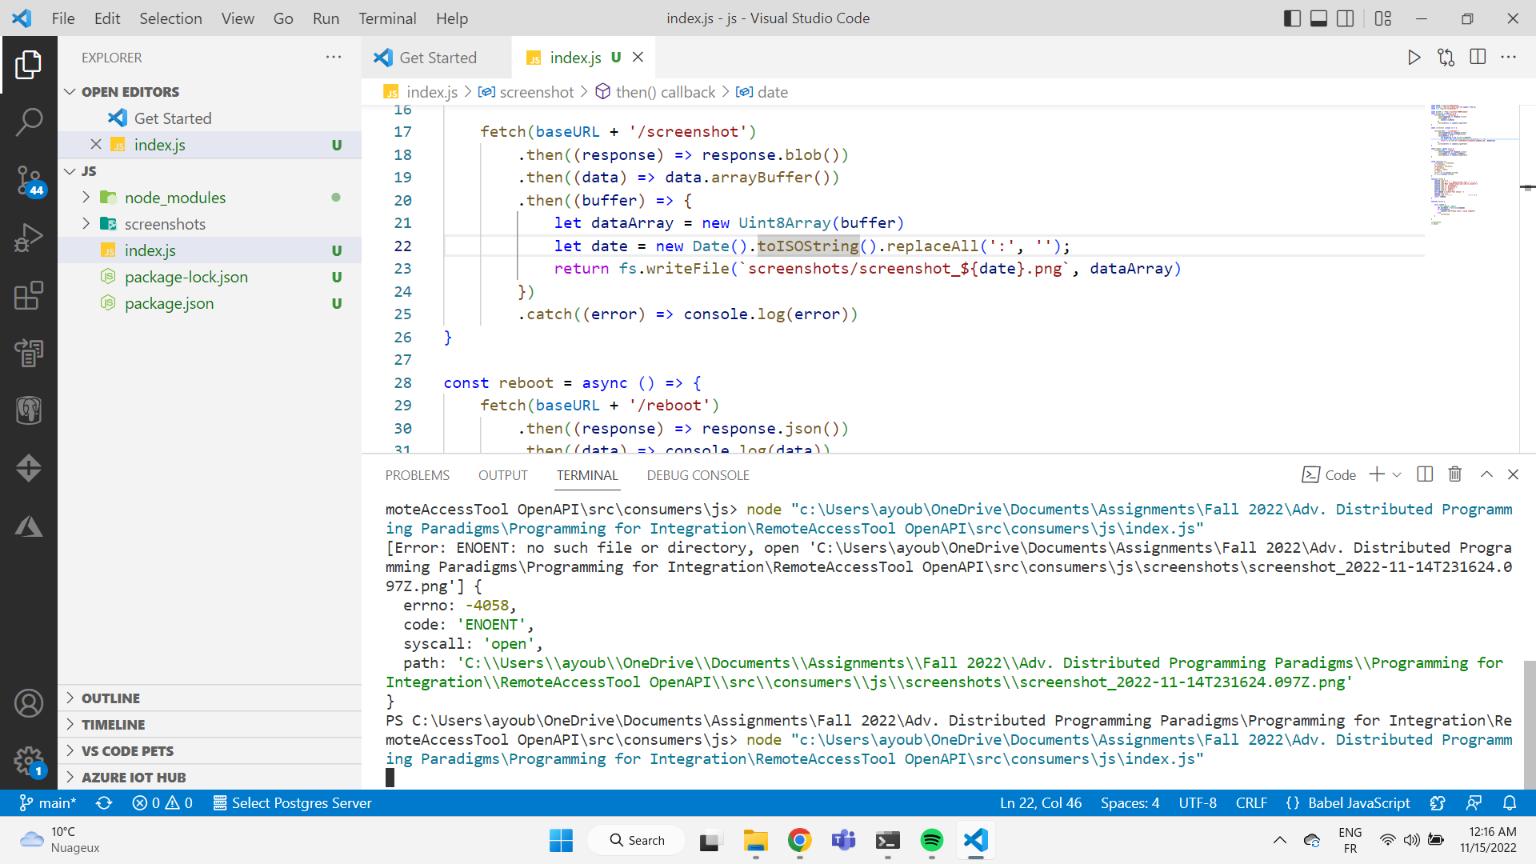 File Edit Selection View Go Run Terminal Help
index.js - js - Visual Studio Code
EXPLORER
OPEN EDITORS
Get Started
index.js U
JS
node_modules
screenshots
index.js U
package-lock.json U
package.json U
OUTLINE
TIMELINE
VS CODE PETS
AZURE IOT HUB
44
1
Get Started
index.js U
index.js > screenshot > then() callback > date
16
17 fetch(baseURL + '/screenshot')
18 .then((response) => response.blob())
19 .then((data) => data.arrayBuffer())
20 .then((buffer) => {
21 let dataArray = new Uint8Array(buffer)
22 let date = new Date().toISOString().replaceAll(':', '');
23 return fs.writeFile(`screenshots/screenshot_${date}.png`, dataArray)
24 })
25 .catch((error) => console.log(error))
26 }
27
28 const reboot = async () => {
29 fetch(baseURL + '/reboot')
30 .then((response) => response.json())
31 .then((data) => console.log(data))
PROBLEMS OUTPUT TERMINAL DEBUG CONSOLE
Code
moteAccessTool OpenAPI\src\consumers\js> node "c:\Users\ayoub\OneDrive\Documents\Assignments\Fall 2022\Adv. Distributed Programm
ing Paradigms\Programming for Integration\RemoteAccessTool OpenAPI\src\consumers\js\index.js"
[Error: ENOENT: no such file or directory, open 'C:\Users\ayoub\OneDrive\Documents\Assignments\Fall 2022\Adv. Distributed Progra
mming Paradigms\Programming for Integration\RemoteAccessTool OpenAPI\src\consumers\js\screenshots\screenshot_2022-11-14T231624.0
97Z.png'] {
errno: -4058,
code: 'ENOENT',
syscall: 'open',
path: 'C:\\Users\\ayoub\\OneDrive\\Documents\\Assignments\\Fall 2022\\Adv. Distributed Programming Paradigms\\Programming for
Integration\\RemoteAccessTool OpenAPI\\src\\consumers\\js\\screenshots\\screenshot_2022-11-14T231624.097Z.png'
}
PS C:\Users\ayoub\OneDrive\Documents\Assignments\Fall 2022\Adv. Distributed Programming Paradigms\Programming for Integration\Re
moteAccessTool OpenAPI\src\consumers\js> node "c:\Users\ayoub\OneDrive\Documents\Assignments\Fall 2022\Adv. Distributed Programm
ing Paradigms\Programming for Integration\RemoteAccessTool OpenAPI\src\consumers\js\index.js"
main* 0 0 Select Postgres Server Ln 22, Col 46 Spaces: 4 UTF-8 CRLF {} Babel JavaScript
10°C
Nuageux
Search
ENG
FR
12:16 AM
11/15/2022